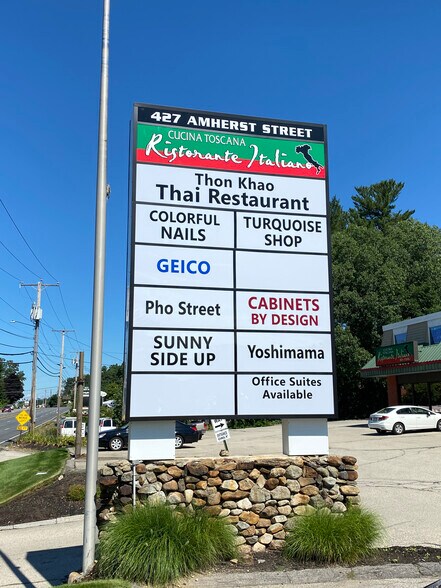 427 AMHERST STREET
CUCINA TOSCANA
Ristorante Italiano
Thon Khao
Thai Restaurant
COLORFUL
NAILS
TURQUOISE
SHOP
GEICO
Pho Street
CABINETS
BY DESIGN
SUNNY
SIDE UP
Yoshimama
Office Suites
Available